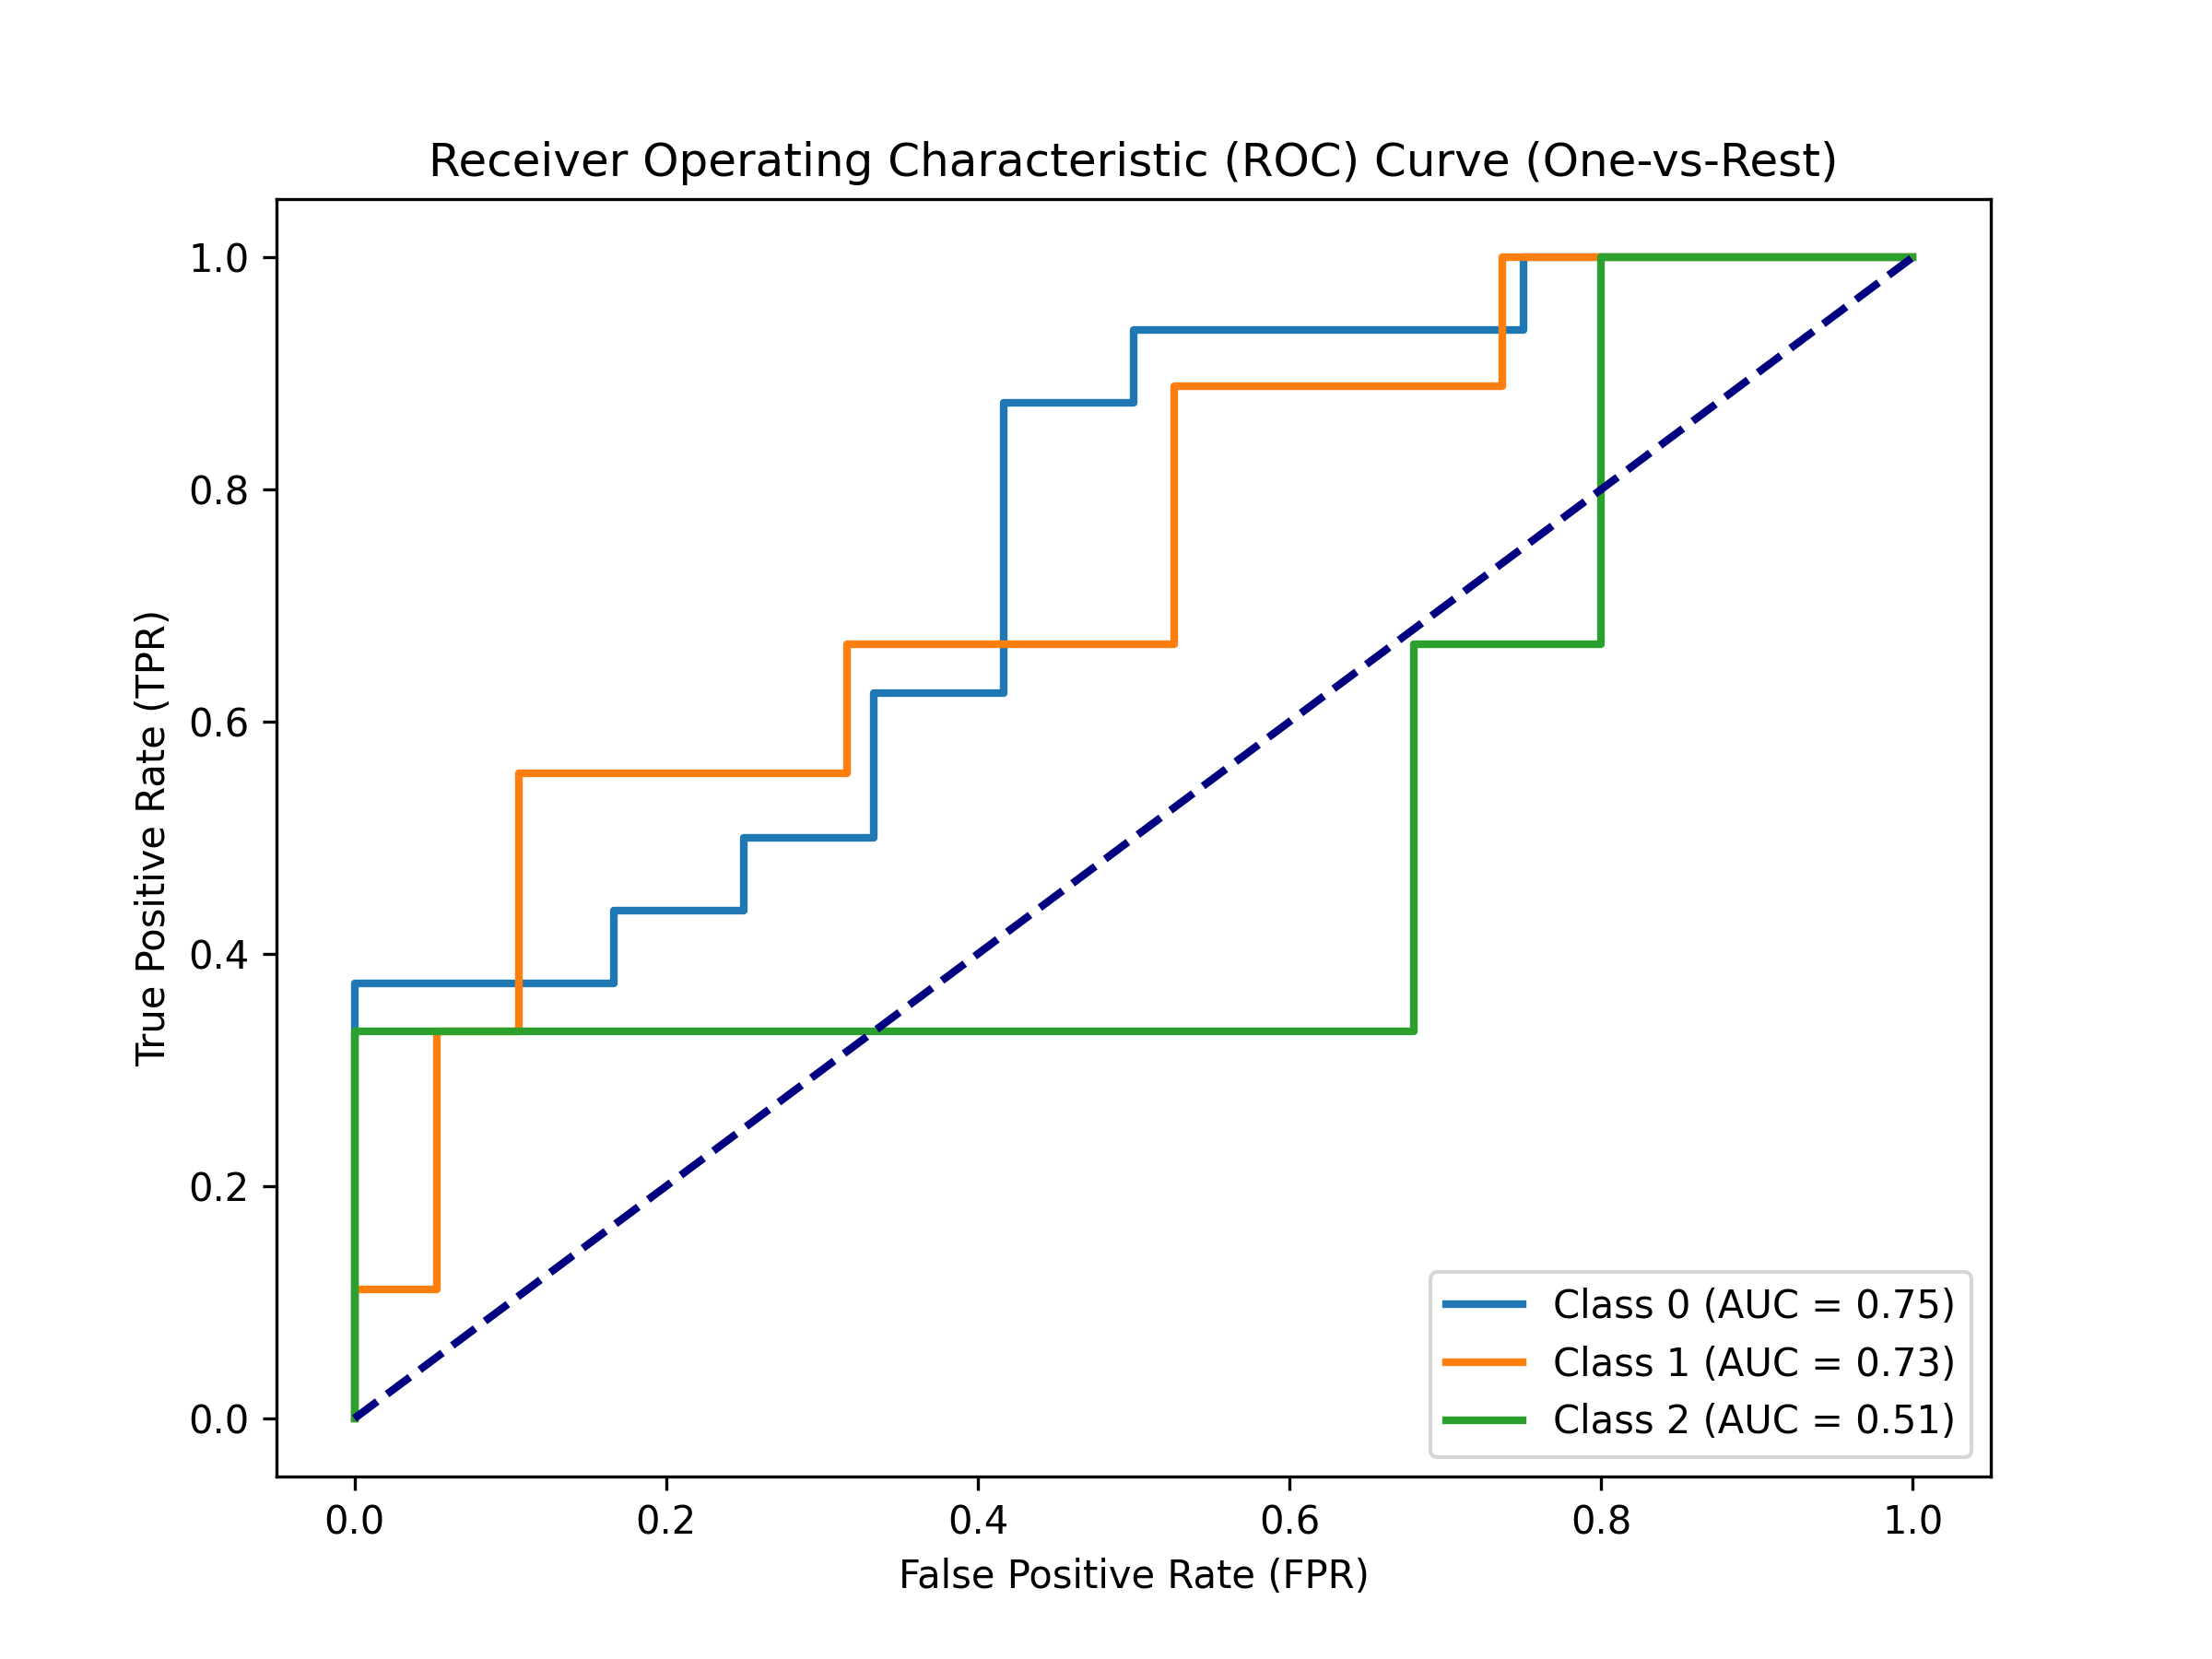 Receiver Operating Characteristic (ROC) Curve (One-vs-Rest)
True Positive Rate (TPR)
1.0
0.8
0.6
0.4
0.2
0.0
Class 0 (AUC = 0.75)
Class 1 (AUC = 0.73)
Class 2 (AUC = 0.51)
0.0 0.2 0.4 0.6 0.8 1.0
False Positive Rate (FPR)